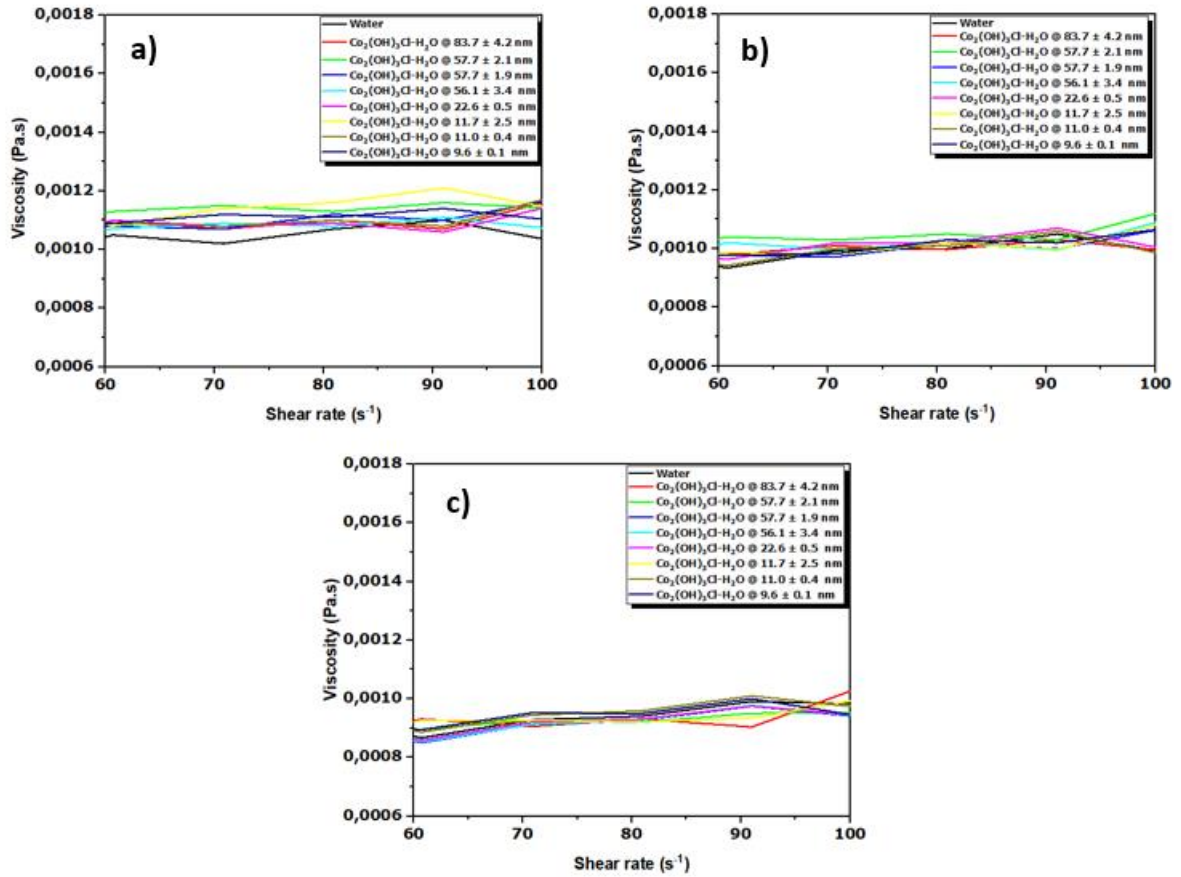 a)
Water
Co₂(OH)₃Cl-H₂O @ 83.7 ± 4.2 nm
Co₂(OH)₃Cl-H₂O @ 57.7 ± 2.1 nm
Co₂(OH)₃Cl-H₂O @ 57.7 ± 1.9 nm
Co₂(OH)₃Cl-H₂O @ 56.1 ± 3.4 nm
Co₂(OH)₃Cl-H₂O @ 22.6 ± 0.5 nm
Co₂(OH)₃Cl-H₂O @ 11.7 ± 2.5 nm
Co₂(OH)₃Cl-H₂O @ 11.0 ± 0.4 nm
Co₂(OH)₃Cl-H₂O @ 9.6 ± 0.1 nm
Viscosity (Pa.s)
0,0018
0,0016
0,0014
0,0012
0,0010
0,0008
0,0006
60 70 80 90 100
Shear rate (s⁻¹)
b)
Water
Co₂(OH)₃Cl-H₂O @ 83.7 ± 4.2 nm
Co₂(OH)₃Cl-H₂O @ 57.7 ± 2.1 nm
Co₂(OH)₃Cl-H₂O @ 57.7 ± 1.9 nm
Co₂(OH)₃Cl-H₂O @ 56.1 ± 3.4 nm
Co₂(OH)₃Cl-H₂O @ 22.6 ± 0.5 nm
Co₂(OH)₃Cl-H₂O @ 11.7 ± 2.5 nm
Co₂(OH)₃Cl-H₂O @ 11.0 ± 0.4 nm
Co₂(OH)₃Cl-H₂O @ 9.6 ± 0.1 nm
Viscosity (Pa.s)
0,0018
0,0016
0,0014
0,0012
0,0010
0,0008
0,0006
60 70 80 90 100
Shear rate (s⁻¹)
c)
Water
Co₂(OH)₃Cl-H₂O @ 83.7 ± 4.2 nm
Co₂(OH)₃Cl-H₂O @ 57.7 ± 2.1 nm
Co₂(OH)₃Cl-H₂O @ 57.7 ± 1.9 nm
Co₂(OH)₃Cl-H₂O @ 56.1 ± 3.4 nm
Co₂(OH)₃Cl-H₂O @ 22.6 ± 0.5 nm
Co₂(OH)₃Cl-H₂O @ 11.7 ± 2.5 nm
Co₂(OH)₃Cl-H₂O @ 11.0 ± 0.4 nm
Co₂(OH)₃Cl-H₂O @ 9.6 ± 0.1 nm
Viscosity (Pa.s)
0,0018
0,0016
0,0014
0,0012
0,0010
0,0008
0,0006
60 70 80 90 100
Shear rate (s⁻¹)